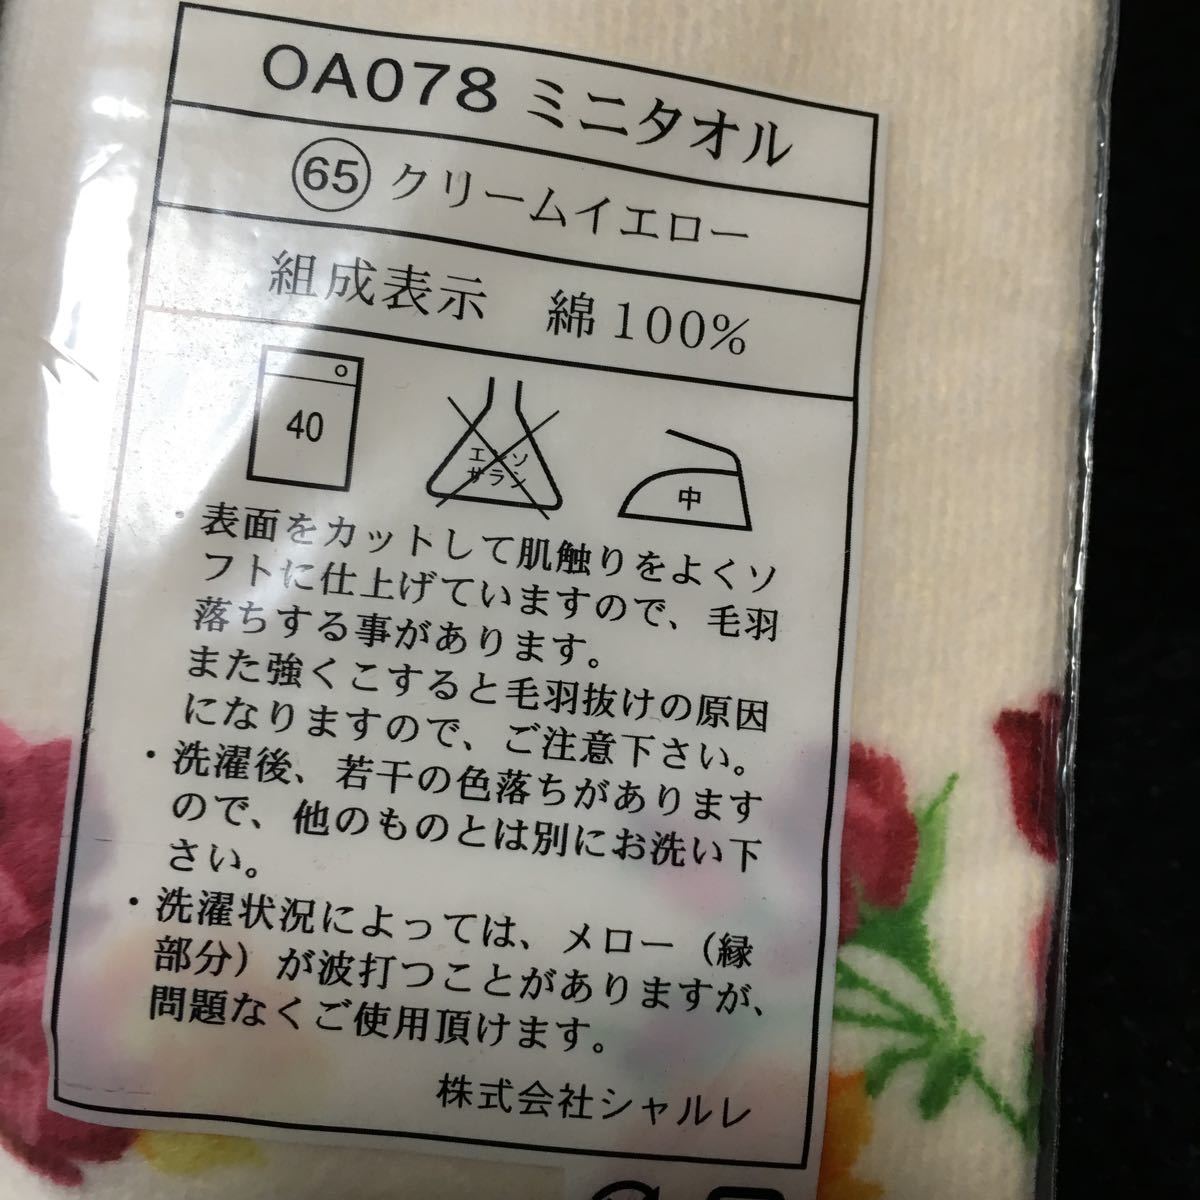 OA078 ミニタオル
65 クリームイエロー
組成表示　綿100%
40
エンソ
サラシ
中
・表面をカットして肌触りをよくソ
フトに仕上げていますので、毛羽
落ちする事があります。
また強くこすると毛羽抜けの原因
になりますので、ご注意下さい。
・洗濯後、若干の色落ちがあります
ので、他のものとは別にお洗い下
さい。
・洗濯状況によっては、メロー（縁
部分）が波打つことがありますが、
問題なくご使用頂けます。
株式会社シャルレ